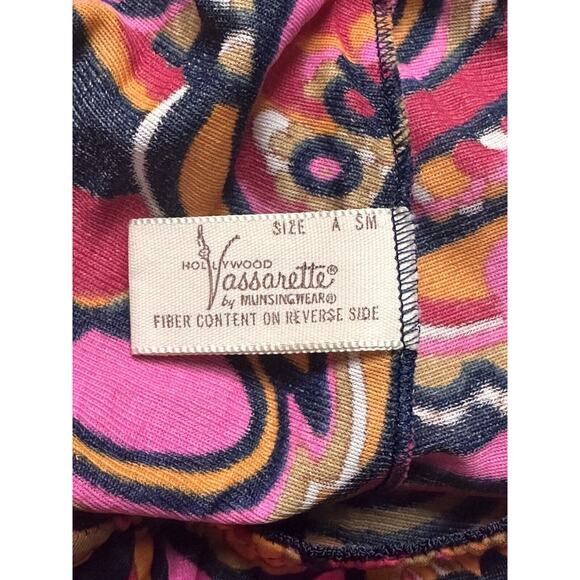 SIZE A SM
HOLLYWOOD
Vassarette®
by MUNSINGWEAR®
FIBER CONTENT ON REVERSE SIDE